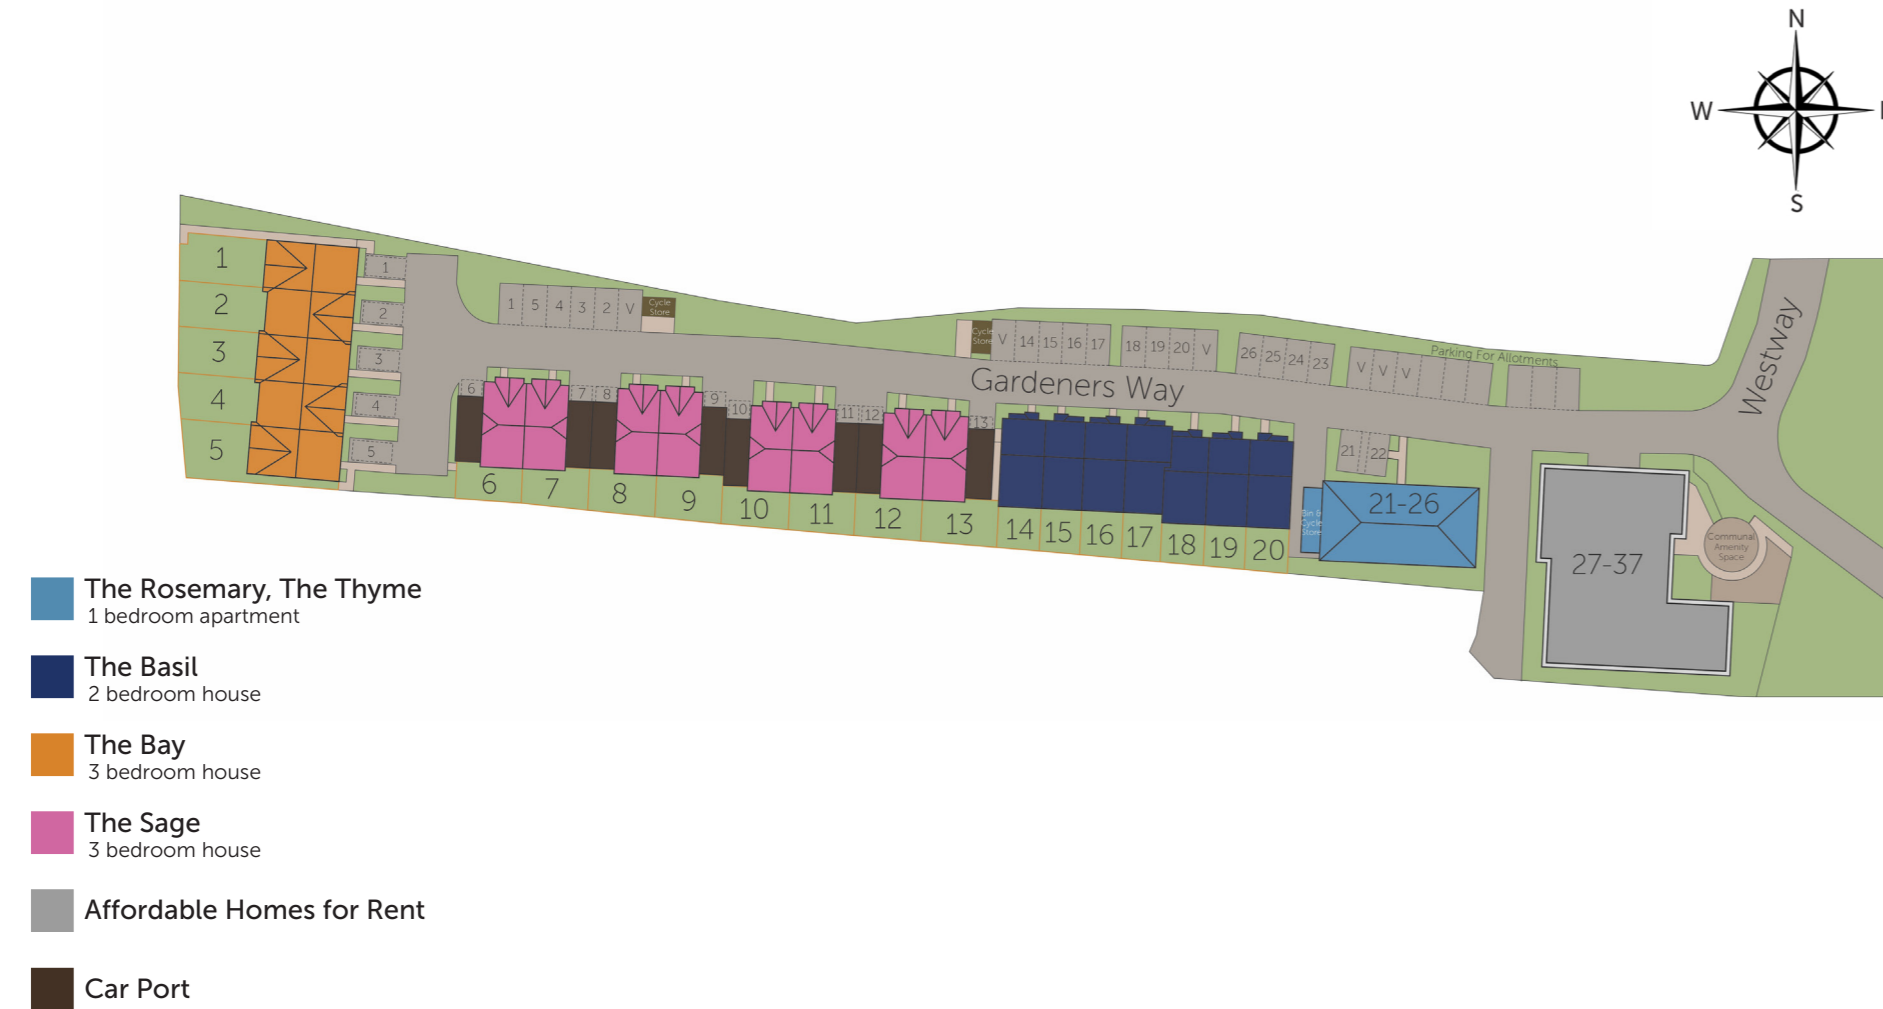 N
W
S
1
2
3
4
5
1
2
3
4
5
1 5 4 3 2 V
Cycle
Store
Cycle
Store
V 14 15 16 17
18 19 20 V
26 25 24 23
V V V
Parking For Allotments
Gardeners Way
Westway
6
7 8
9
10
11 12
13
21 22
6 7 8 9 10 11 12 13 14 15 16 17 18 19 20
Bin &
Cycle
Store
21-26
27-37
Communal
Amenity
Space
The Rosemary, The Thyme
1 bedroom apartment
The Basil
2 bedroom house
The Bay
3 bedroom house
The Sage
3 bedroom house
Affordable Homes for Rent
Car Port